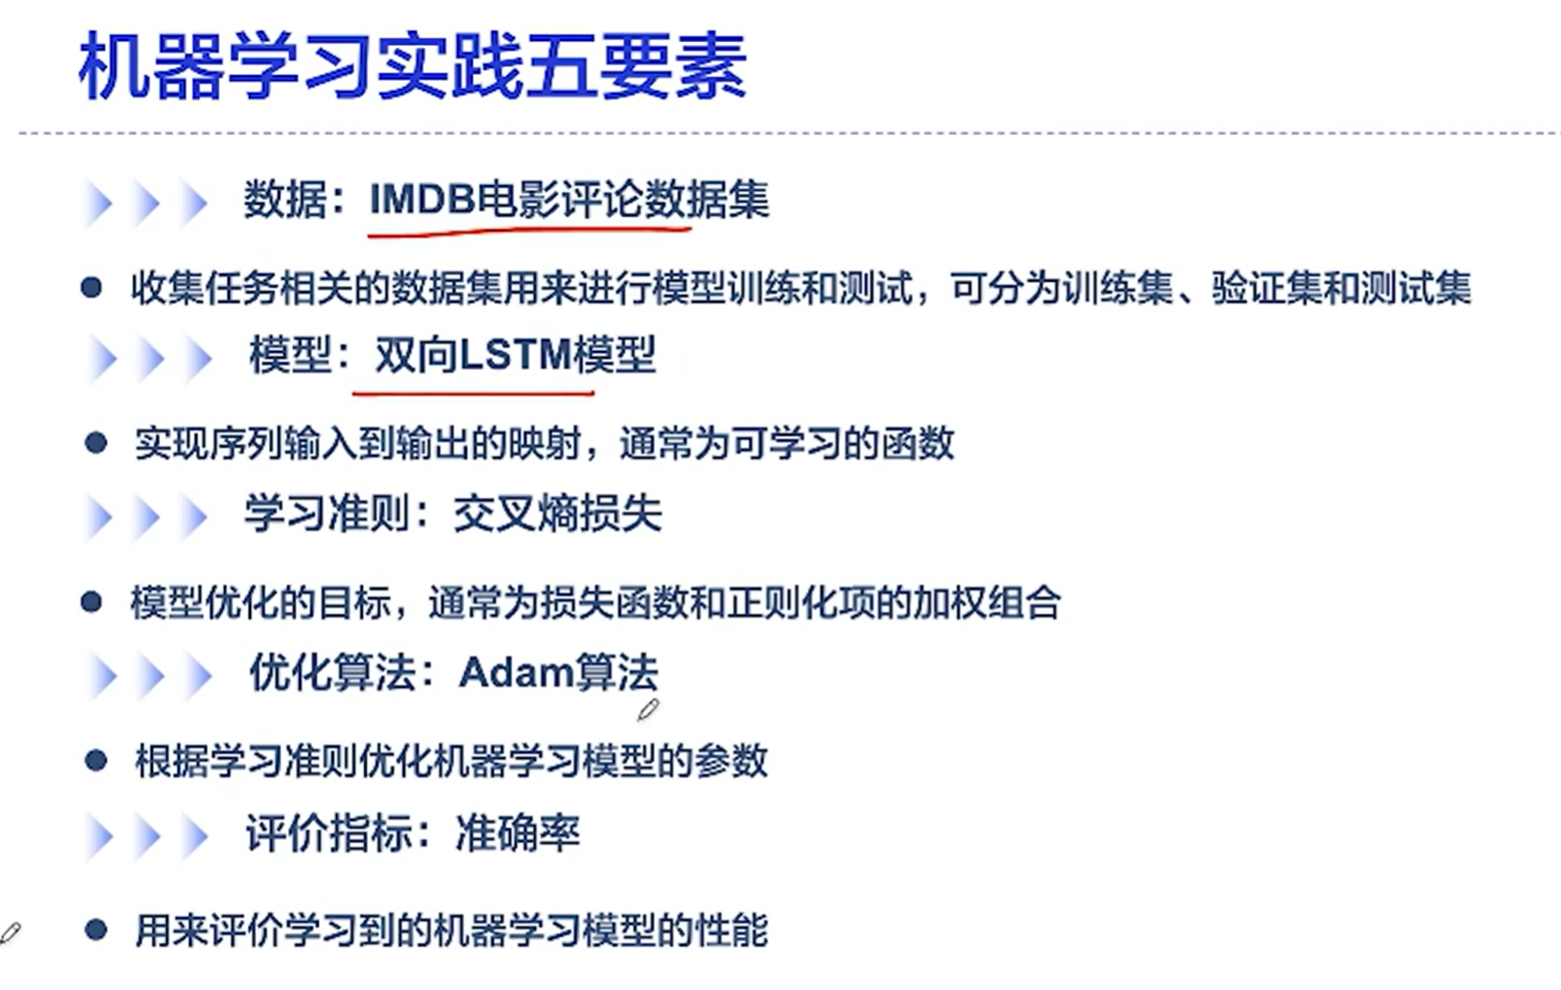 机器学习实践五要素
数据：IMDB电影评论数据集
收集任务相关的数据集用来进行模型训练和测试，可分为训练集、验证集和测试集
模型：双向LSTM模型
实现序列输入到输出的映射，通常为可学习的函数
学习准则：交叉熵损失
模型优化的目标，通常为损失函数和正则化项的加权组合
优化算法：Adam算法
根据学习准则优化机器学习模型的参数
评价指标：准确率
用来评价学习到的机器学习模型的性能